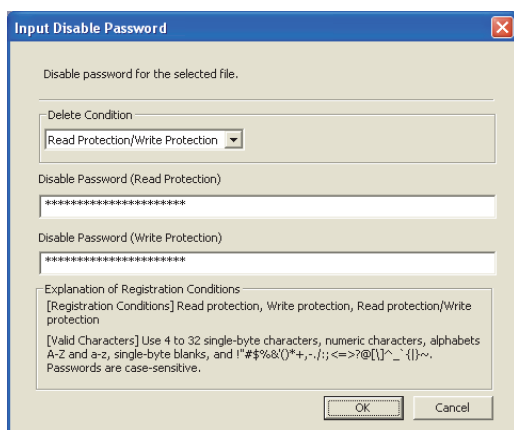 Input Disable Password
Disable password for the selected file.
Delete Condition
Read Protection/Write Protection
Disable Password (Read Protection)
**********************
Disable Password (Write Protection)
**********************
Explanation of Registration Conditions
[Registration Conditions] Read protection, Write protection, Read protection/Write
protection
[Valid Characters] Use 4 to 32 single-byte characters, numeric characters, alphabets
A-Z and a-z, single-byte blanks, and !"#$%&'()*+,-./:;<=>?@[\]^_`{|}~.
Passwords are case-sensitive.
OK
Cancel